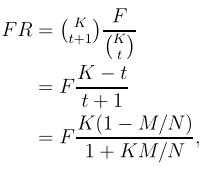 $FR = \binom{K}{t+1} \frac{F}{\binom{K}{t}}$
$= F \frac{K-t}{t+1}$
$= F \frac{K(1-M/N)}{1+KM/N},$